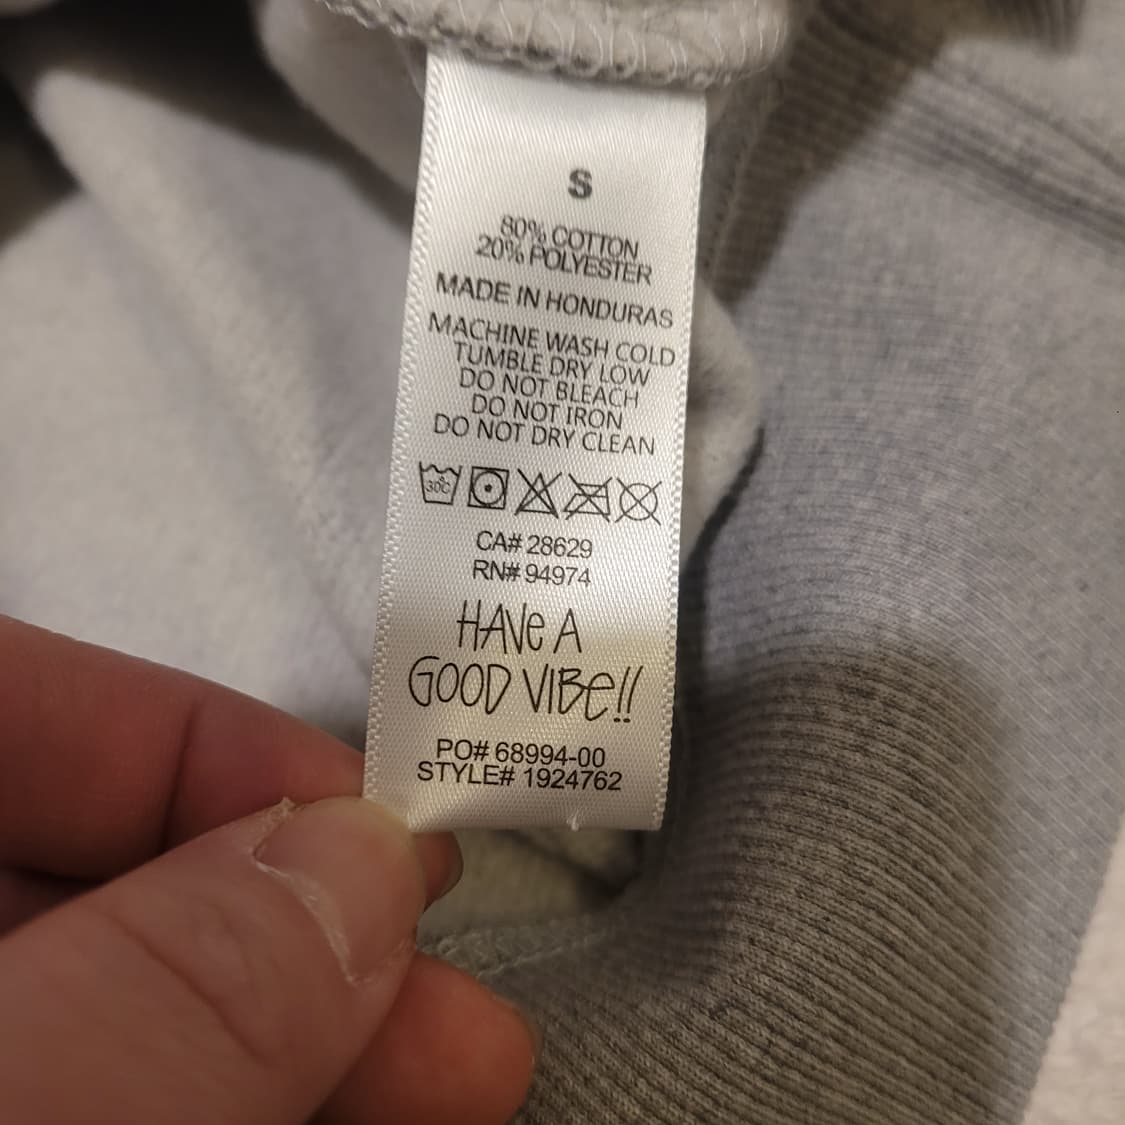 S
80% COTTON
20% POLYESTER
MADE IN HONDURAS
MACHINE WASH COLD
TUMBLE DRY LOW
DO NOT BLEACH
DO NOT IRON
DO NOT DRY CLEAN
30°C
CA# 28629
RN# 94974
HAVe A
GOOD VIBe!!
PO# 68994-00
STYLE# 1924762